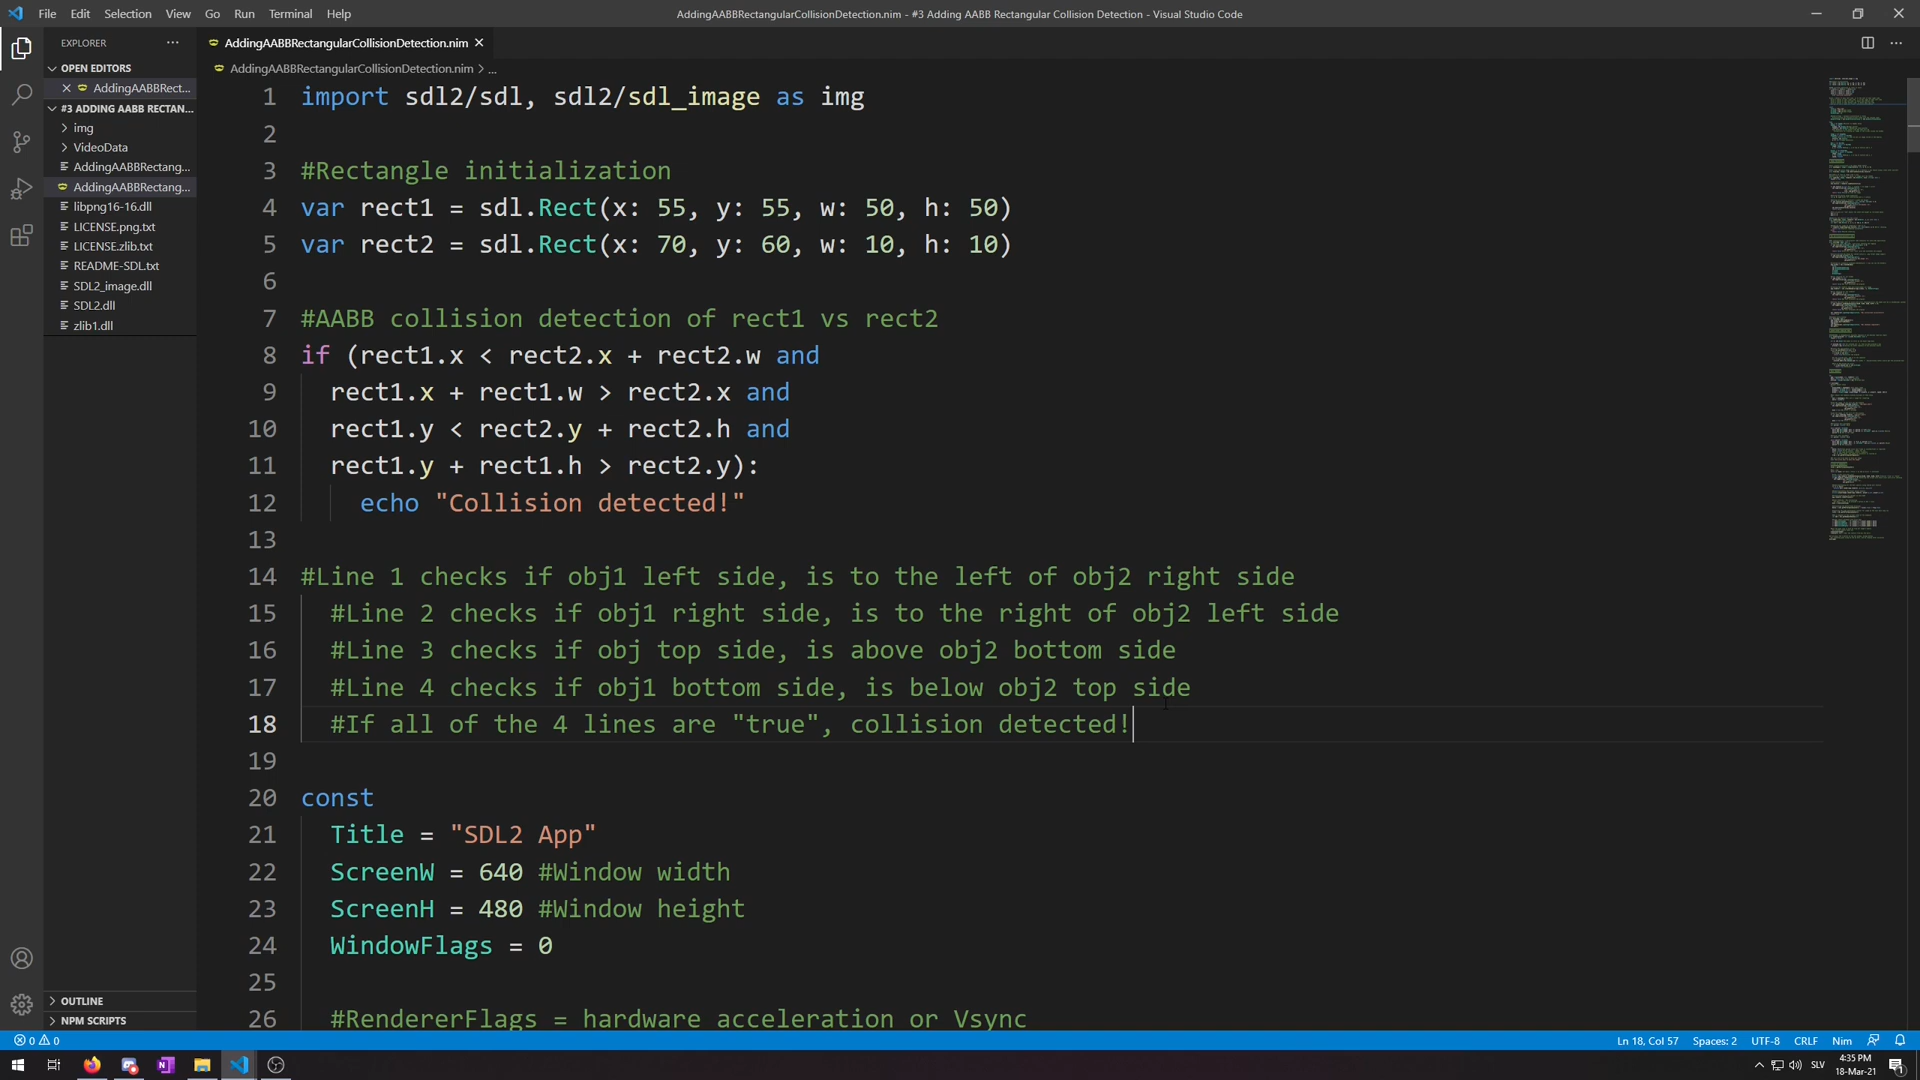 File Edit Selection View Go Run Terminal Help
AddingAABBRectangularCollisionDetection.nim - #3 Adding AABB Rectangular Collision Detection - Visual Studio Code
EXPLORER
AddingAABBRectangularCollisionDetection.nim
OPEN EDITORS
AddingAABBRectangularCollisionDetection.nim > ...
AddingAABBRect...
#3 ADDING AABB RECTAN...
img
VideoData
AddingAABBRectang...
AddingAABBRectang...
libpng16-16.dll
LICENSE.png.txt
LICENSE.zlib.txt
README-SDL.txt
SDL2_image.dll
SDL2.dll
zlib1.dll
OUTLINE
NPM SCRIPTS
1 import sdl2/sdl, sdl2/sdl_image as img
2
3 #Rectangle initialization
4 var rect1 = sdl.Rect(x: 55, y: 55, w: 50, h: 50)
5 var rect2 = sdl.Rect(x: 70, y: 60, w: 10, h: 10)
6
7 #AABB collision detection of rect1 vs rect2
8 if (rect1.x < rect2.x + rect2.w and
9 rect1.x + rect1.w > rect2.x and
10 rect1.y < rect2.y + rect2.h and
11 rect1.y + rect1.h > rect2.y):
12 echo "Collision detected!"
13
14 #Line 1 checks if obj1 left side, is to the left of obj2 right side
15 #Line 2 checks if obj1 right side, is to the right of obj2 left side
16 #Line 3 checks if obj top side, is above obj2 bottom side
17 #Line 4 checks if obj1 bottom side, is below obj2 top side
18 #If all of the 4 lines are "true", collision detected!
19
20 const
21 Title = "SDL2 App"
22 ScreenW = 640 #Window width
23 ScreenH = 480 #Window height
24 WindowFlags = 0
25
26 #RendererFlags = hardware acceleration or Vsync
0 0
Ln 18, Col 57 Spaces: 2 UTF-8 CRLF Nim
SLV
4:35 PM
18-Mar-21
1